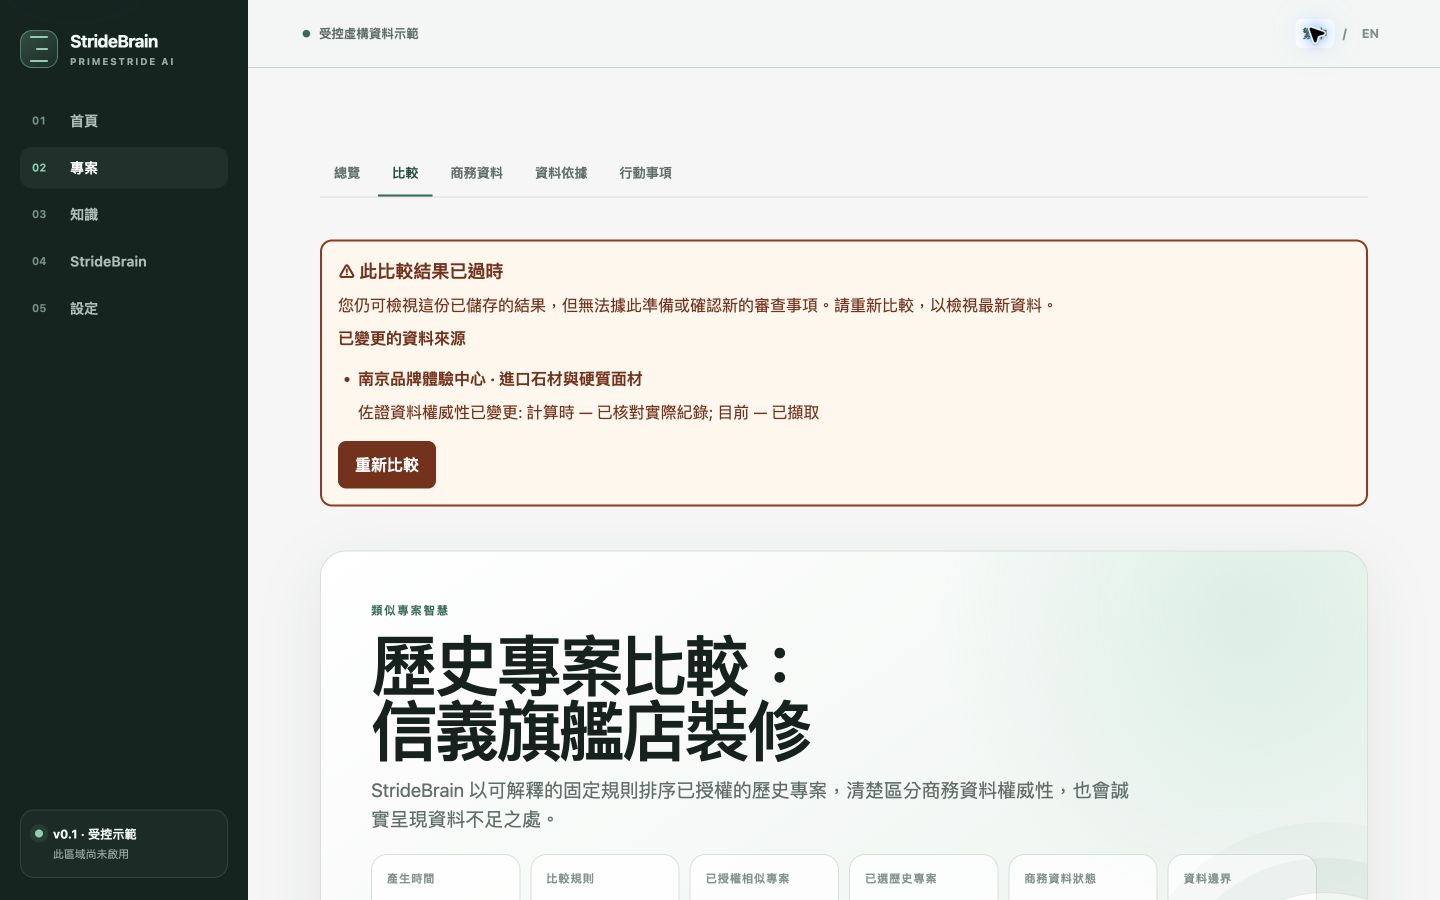 StrideBrain
PRIMESTRIDE AI
01 首頁
02 專案
03 知識
04 StrideBrain
05 設定
v0.1 · 受控示範
此區域尚未啟用
受控虛構資料示範
/ EN
總覽 比較 商務資料 資料依據 行動事項
此比較結果已過時
您仍可檢視這份已儲存的結果，但無法據此準備或確認新的審查事項。請重新比較，以檢視最新資料。
已變更的資料來源
• 南京品牌體驗中心 · 進口石材與硬質面材
佐證資料權威性已變更: 計算時 — 已核對實際紀錄; 目前 — 已擷取
重新比較
類似專案智慧
歷史專案比較：
信義旗艦店裝修
StrideBrain 以可解釋的固定規則排序已授權的歷史專案，清楚區分商務資料權威性，也會誠
實呈現資料不足之處。
產生時間 比較規則 已授權相似專案 已選歷史專案 商務資料狀態 資料邊界